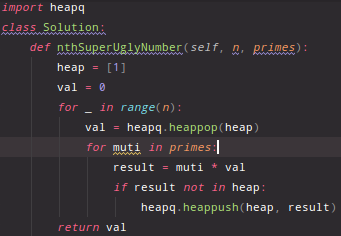 import heapq
class Solution:
    def nthSuperUglyNumber(self, n, primes):
        heap = [1]
        val = 0
        for _ in range(n):
            val = heapq.heappop(heap)
            for muti in primes:
                result = muti * val
                if result not in heap:
                    heapq.heappush(heap, result)
        return val